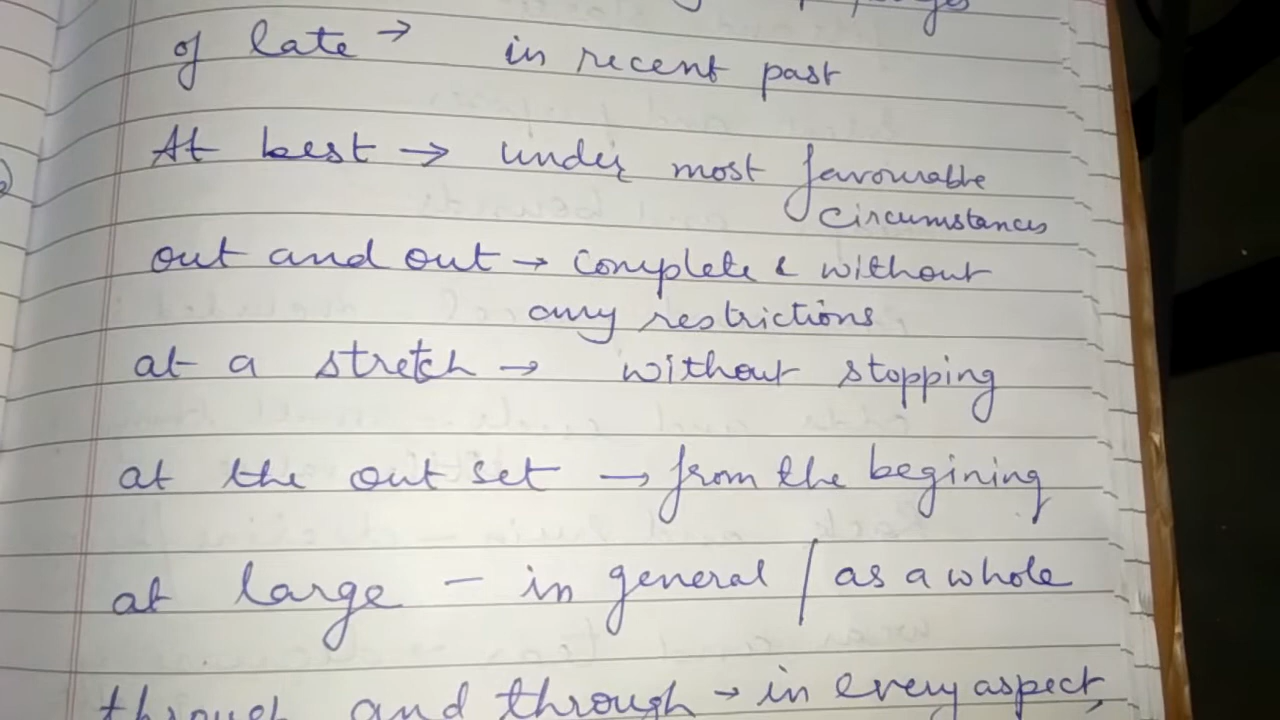 of late → in recent past
At best → under most favourable
circumstances
out and out → complete & without
any restrictions
at a stretch → without stopping
at the out set → from the begining
at large – in general / as a whole
through and through → in every aspect,